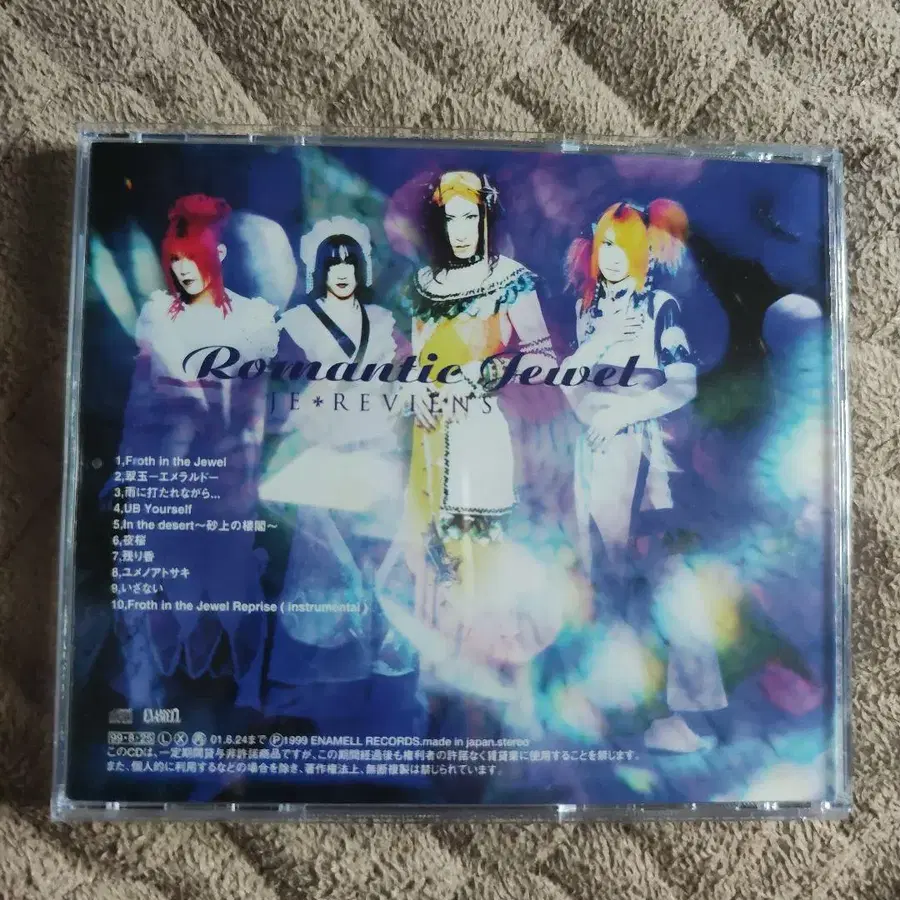 Romantic Jewel
JE*REVIENS
1,Froth in the Jewel
2,翠玉ーエメラルドー
3,雨に打たれながら...
4,UB Yourself
5,In the desert〜砂上の楼閣〜
6,夜桜
7,残り香
8,ユメノアトサキ
9,いざない
10,Froth in the Jewel Reprise ( instrumental )
ENAMELL
99・8・25 Ⓛ Ⓧ 01.8.24まで Ⓟ1999 ENAMELL RECORDS.made in japan.stereo
このCDは、一定期間貸与非許諾商品ですが、この期間経過後も権利者の許諾なく賃貸業に使用することを禁じます。
また、個人的に利用するなどの場合を除き、著作権法上、無断複製は禁じられています。